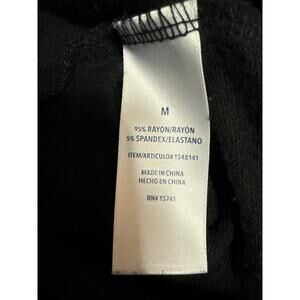 M
95% RAYON/RAYÓN
5% SPANDEX/ELASTANO
ITEM/ARTICULO# 1548141
MADE IN CHINA
HECHO EN CHINA
RN# 15741